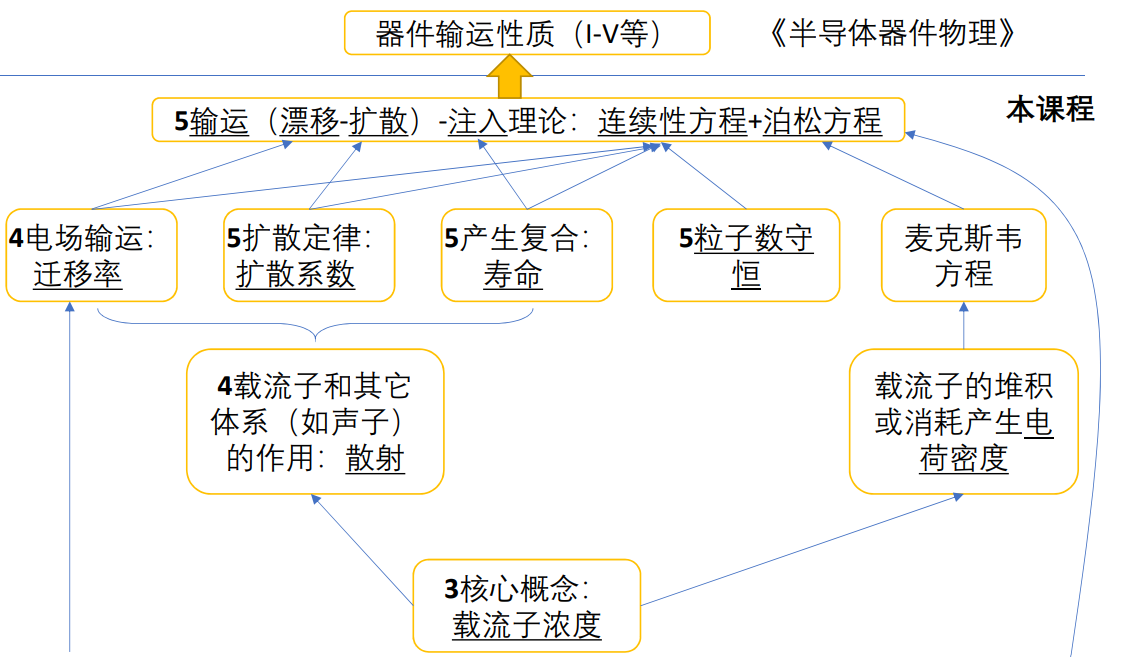 器件输运性质（I-V等）
《半导体器件物理》
5输运（漂移-扩散）-注入理论：连续性方程+泊松方程
本课程
4电场输运：
迁移率
5扩散定律：
扩散系数
5产生复合：
寿命
5粒子数守
恒
麦克斯韦
方程
4载流子和其它
体系（如声子）
的作用：散射
载流子的堆积
或消耗产生电
荷密度
3核心概念：
载流子浓度